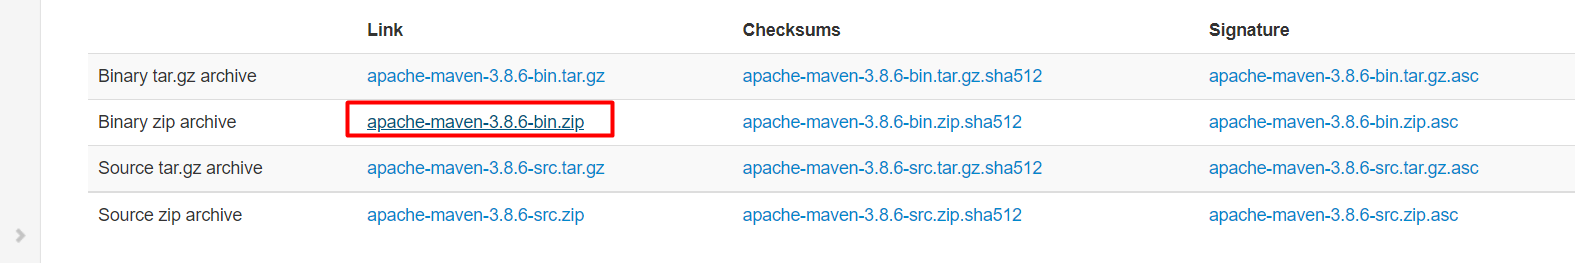 Link Checksums Signature
Binary tar.gz archive apache-maven-3.8.6-bin.tar.gz apache-maven-3.8.6-bin.tar.gz.sha512 apache-maven-3.8.6-bin.tar.gz.asc
Binary zip archive apache-maven-3.8.6-bin.zip apache-maven-3.8.6-bin.zip.sha512 apache-maven-3.8.6-bin.zip.asc
Source tar.gz archive apache-maven-3.8.6-src.tar.gz apache-maven-3.8.6-src.tar.gz.sha512 apache-maven-3.8.6-src.tar.gz.asc
Source zip archive apache-maven-3.8.6-src.zip apache-maven-3.8.6-src.zip.sha512 apache-maven-3.8.6-src.zip.asc